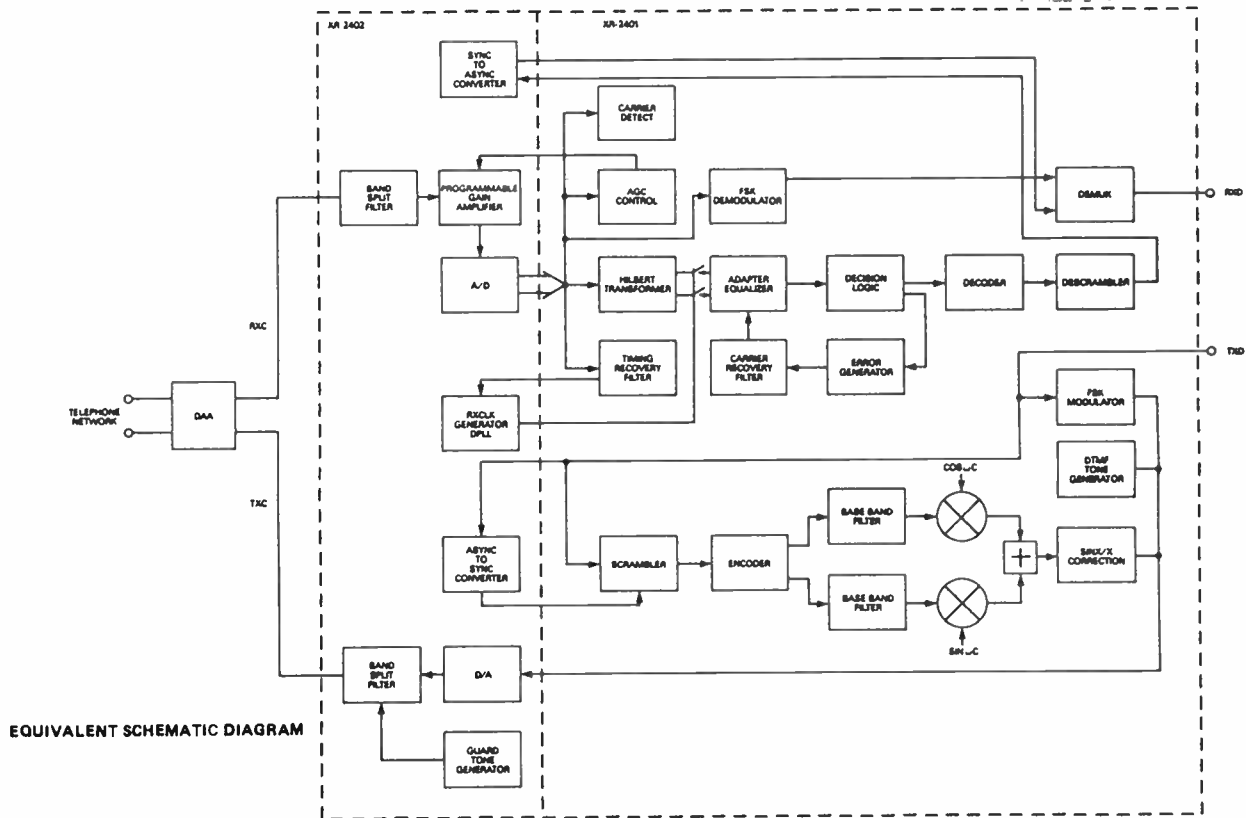 XR 2402
XR-2401
SYNC
TO
ASYNC
CONVERTER
CARRIER
DETECT
BAND
SPLIT
FILTER
PROGRAMMABLE
GAIN
AMPLIFIER
AGC
CONTROL
FSK
DEMODULATOR
DEMUX
RXD
A/D
HILBERT
TRANSFORMER
ADAPTER
EQUALIZER
DECISION
LOGIC
DECODER
DESCRAMBLER
RXC
TIMING
RECOVERY
FILTER
CARRIER
RECOVERY
FILTER
ERROR
GENERATOR
TXD
TELEPHONE
NETWORK
DAA
RXCLK
GENERATOR
DPLL
FSK
MODULATOR
DTMF
TONE
GENERATOR
TXC
ASYNC
TO
SYNC
CONVERTER
SCRAMBLER
ENCODER
BASE BAND
FILTER
BASE BAND
FILTER
+
SINX/X
CORRECTION
BAND
SPLIT
FILTER
D/A
GUARD
TONE
GENERATOR
EQUIVALENT SCHEMATIC DIAGRAM